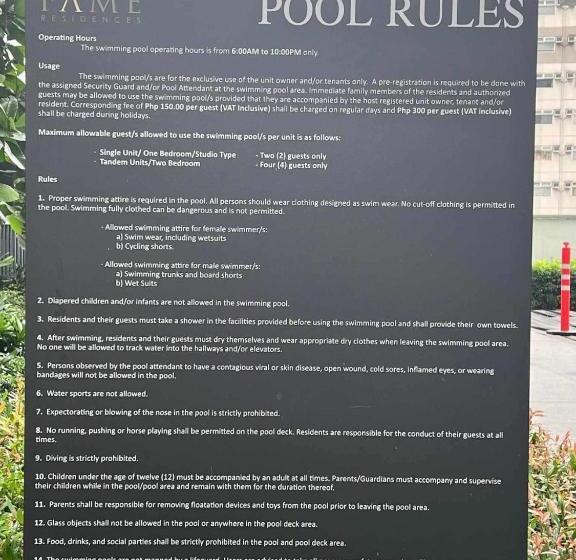 FAME
RESIDENCES
POOL RULES
Operating Hours
The swimming pool operating hours is from 6:00AM to 10:00PM only.
Usage
The swimming pool/s are for the exclusive use of the unit owner and/or tenants only. A pre-registration is required to be done with
the assigned Security Guard and/or Pool Attendant at the swimming pool area. Immediate family members of the residents and authorized
guests may be allowed to use the swimming pool/s provided that they are accompanied by the host registered unit owner, tenant and/or
resident. Corresponding fee of Php 150.00 per guest (VAT Inclusive) shall be charged on regular days and Php 300 per guest (VAT inclusive)
shall be charged during holidays.
Maximum allowable guest/s allowed to use the swimming pool/s per unit is as follows:
- Single Unit/ One Bedroom/Studio Type - Two (2) guests only
- Tandem Units/Two Bedroom - Four (4) guests only
Rules
1. Proper swimming attire is required in the pool. All persons should wear clothing designed as swim wear. No cut-off clothing is permitted in
the pool. Swimming fully clothed can be dangerous and is not permitted.
- Allowed swimming attire for female swimmer/s:
a) Swim wear, including wetsuits
b) Cycling shorts.
- Allowed swimming attire for male swimmer/s:
a) Swimming trunks and board shorts
b) Wet Suits
2. Diapered children and/or infants are not allowed in the swimming pool.
3. Residents and their guests must take a shower in the facilities provided before using the swimming pool and shall provide their own towels.
4. After swimming, residents and their guests must dry themselves and wear appropriate dry clothes when leaving the swimming pool area.
No one will be allowed to track water into the hallways and/or elevators.
5. Persons observed by the pool attendant to have a contagious viral or skin disease, open wound, cold sores, inflamed eyes, or wearing
bandages will not be allowed in the pool.
6. Water sports are not allowed.
7. Expectorating or blowing of the nose in the pool is strictly prohibited.
8. No running, pushing or horse playing shall be permitted on the pool deck. Residents are responsible for the conduct of their guests at all
times.
9. Diving is strictly prohibited.
10. Children under the age of twelve (12) must be accompanied by an adult at all times. Parents/Guardians must accompany and supervise
their children while in the pool/pool area and remain with them for the duration thereof.
11. Parents shall be responsible for removing floatation devices and toys from the pool prior to leaving the pool area.
12. Glass objects shall not be allowed in the pool or anywhere in the pool deck area.
13. Food, drinks, and social parties shall be strictly prohibited in the pool and pool deck area.